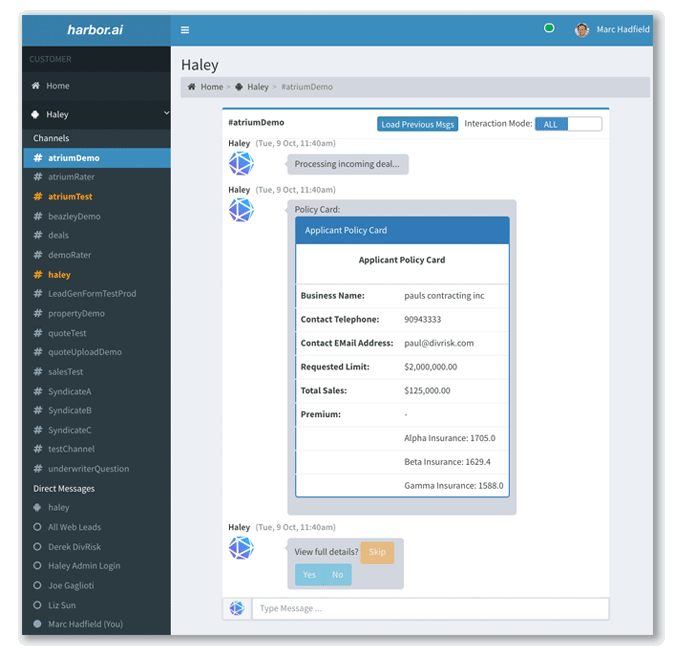 harbor.ai
Marc Hadfield
CUSTOMER
Home
Haley
Channels
# atriumDemo
# atriumRater
# atriumTest
# beazleyDemo
# deals
# demoRater
# haley
# LeadGenFormTestProd
# propertyDemo
# quoteTest
# quoteUploadDemo
# salesTest
# SyndicateA
# SyndicateB
# SyndicateC
# testChannel
# underwriterQuestion
Direct Messages
haley
All Web Leads
Derek DivRisk
Haley Admin Login
Joe Gaglioti
Liz Sun
Marc Hadfield (You)
Haley
Home > Haley > #atriumDemo
#atriumDemo Load Previous Msgs Interaction Mode: ALL
Haley (Tue, 9 Oct, 11:40am)
Processing incoming deal...
Haley (Tue, 9 Oct, 11:40am)
Policy Card:
Applicant Policy Card
Applicant Policy Card
Business Name: pauls contracting inc
Contact Telephone: 90943333
Contact EMail Address: paul@divrisk.com
Requested Limit: $2,000,000.00
Total Sales: $125,000.00
Premium: -
Alpha Insurance: 1705.0
Beta Insurance: 1629.4
Gamma Insurance: 1588.0
Haley (Tue, 9 Oct, 11:40am)
View full details? Skip
Yes No
Type Message ...